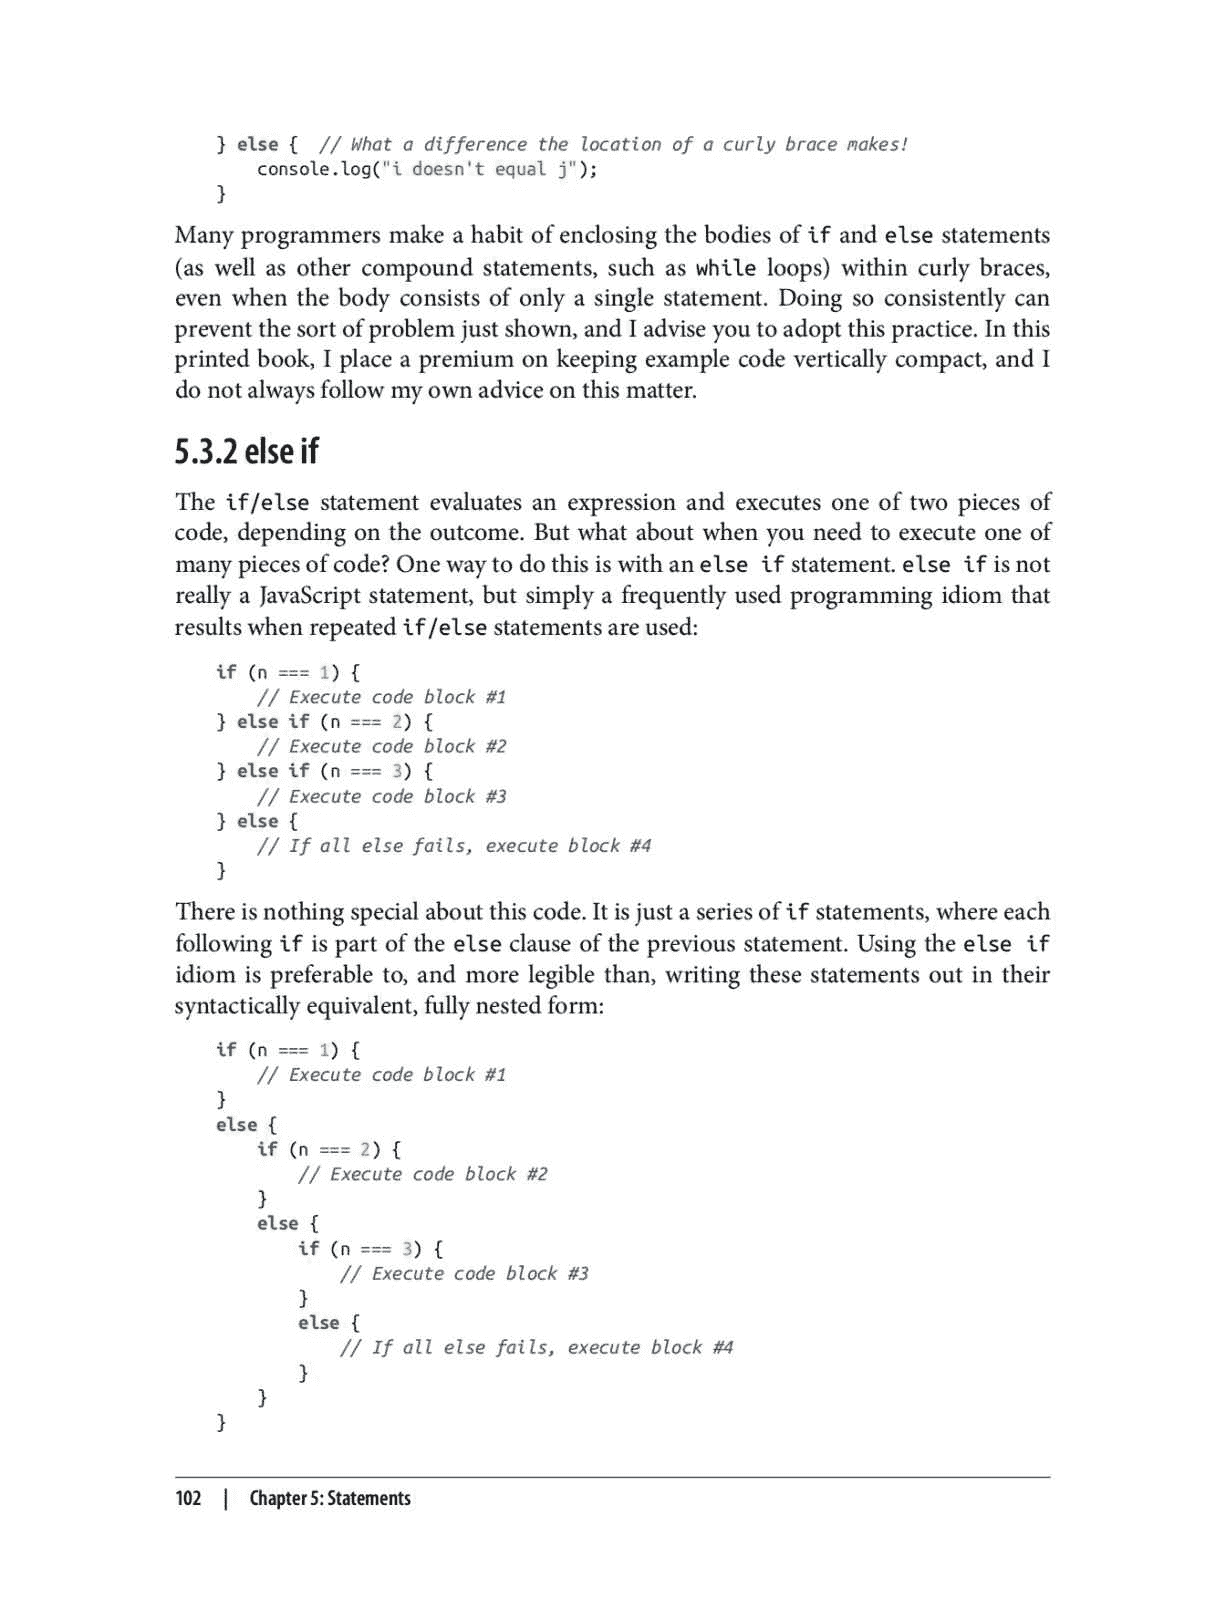 } else {  // What a difference the location of a curly brace makes!
    console.log("i doesn't equal j");
}
Many programmers make a habit of enclosing the bodies of if and else statements
(as well as other compound statements, such as while loops) within curly braces,
even when the body consists of only a single statement. Doing so consistently can
prevent the sort of problem just shown, and I advise you to adopt this practice. In this
printed book, I place a premium on keeping example code vertically compact, and I
do not always follow my own advice on this matter.
5.3.2 else if
The if/else statement evaluates an expression and executes one of two pieces of
code, depending on the outcome. But what about when you need to execute one of
many pieces of code? One way to do this is with an else if statement. else if is not
really a JavaScript statement, but simply a frequently used programming idiom that
results when repeated if/else statements are used:
if (n === 1) {
    // Execute code block #1
} else if (n === 2) {
    // Execute code block #2
} else if (n === 3) {
    // Execute code block #3
} else {
    // If all else fails, execute block #4
}
There is nothing special about this code. It is just a series of if statements, where each
following if is part of the else clause of the previous statement. Using the else if
idiom is preferable to, and more legible than, writing these statements out in their
syntactically equivalent, fully nested form:
if (n === 1) {
    // Execute code block #1
}
else {
    if (n === 2) {
        // Execute code block #2
    }
    else {
        if (n === 3) {
            // Execute code block #3
        }
        else {
            // If all else fails, execute block #4
        }
    }
}
102 | Chapter 5: Statements